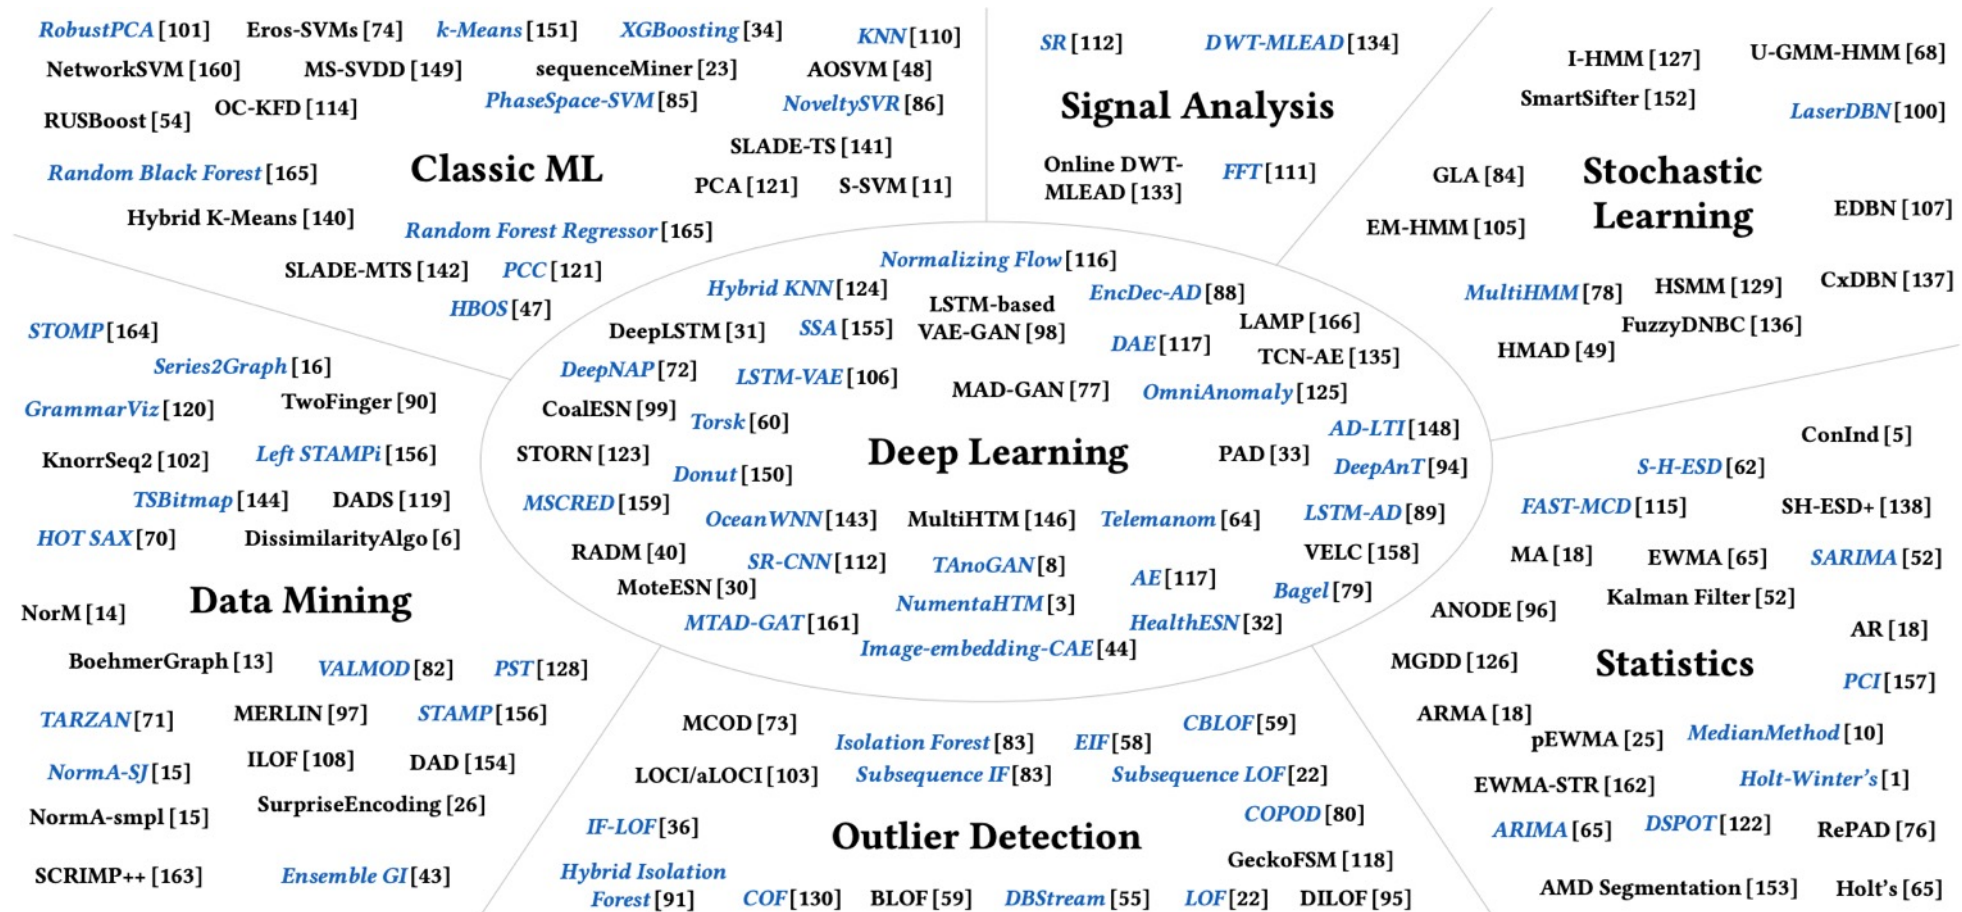 RobustPCA [101] Eros-SVMs [74] k-Means [151] XGBoosting [34] KNN [110]
NetworkSVM [160] MS-SVDD [149] sequenceMiner [23] AOSVM [48]
RUSBoost [54] OC-KFD [114] PhaseSpace-SVM [85] NoveltySVR [86]
SLADE-TS [141]
Classic ML
Random Black Forest [165] PCA [121] S-SVM [11]
Hybrid K-Means [140] Random Forest Regressor [165]
SLADE-MTS [142] PCC [121]
HBOS [47]
SR [112] DWT-MLEAD [134]
Signal Analysis
Online DWT-
MLEAD [133]
FFT [111]
I-HMM [127] U-GMM-HMM [68]
SmartSifter [152] LaserDBN [100]
Stochastic
Learning
GLA [84]
EM-HMM [105] EDBN [107]
MultiHMM [78] HSMM [129] CxDBN [137]
FuzzyDNBC [136]
HMAD [49]
Normalizing Flow [116]
Hybrid KNN [124] LSTM-based
VAE-GAN [98]
EncDec-AD [88]
DeepLSTM [31] SSA [155] DAE [117] LAMP [166]
TCN-AE [135]
DeepNAP [72] LSTM-VAE [106] MAD-GAN [77] OmniAnomaly [125]
CoalESN [99] Torsk [60] AD-LTI [148]
STORN [123] Deep Learning PAD [33] DeepAnT [94]
Donut [150]
MSCRED [159] OceanWNN [143] MultiHTM [146] Telemanom [64] LSTM-AD [89]
RADM [40] SR-CNN [112] TAnoGAN [8] AE [117] VELC [158]
MoteESN [30] NumentaHTM [3] Bagel [79]
MTAD-GAT [161] HealthESN [32]
Image-embedding-CAE [44]
STOMP [164]
Series2Graph [16]
GrammarViz [120] TwoFinger [90]
KnorrSeq2 [102] Left STAMPi [156]
TSBitmap [144] DADS [119]
HOT SAX [70] DissimilarityAlgo [6]
Data Mining
NorM [14]
BoehmerGraph [13] VALMOD [82] PST [128]
TARZAN [71] MERLIN [97] STAMP [156]
NormA-SJ [15] ILOF [108] DAD [154]
NormA-smpl [15] SurpriseEncoding [26]
SCRIMP++ [163] Ensemble GI [43]
MCOD [73] Isolation Forest [83] EIF [58] CBLOF [59]
LOCI/aLOCI [103] Subsequence IF [83] Subsequence LOF [22]
IF-LOF [36] COPOD [80]
Outlier Detection
GeckoFSM [118]
Hybrid Isolation
Forest [91]
COF [130] BLOF [59] DBStream [55] LOF [22] DILOF [95]
ConInd [5]
S-H-ESD [62]
FAST-MCD [115] SH-ESD+ [138]
MA [18] EWMA [65] SARIMA [52]
ANODE [96] Kalman Filter [52]
AR [18]
MGDD [126] Statistics
PCI [157]
ARMA [18] pEWMA [25] MedianMethod [10]
EWMA-STR [162] Holt-Winter's [1]
ARIMA [65] DSPOT [122] RePAD [76]
AMD Segmentation [153] Holt's [65]